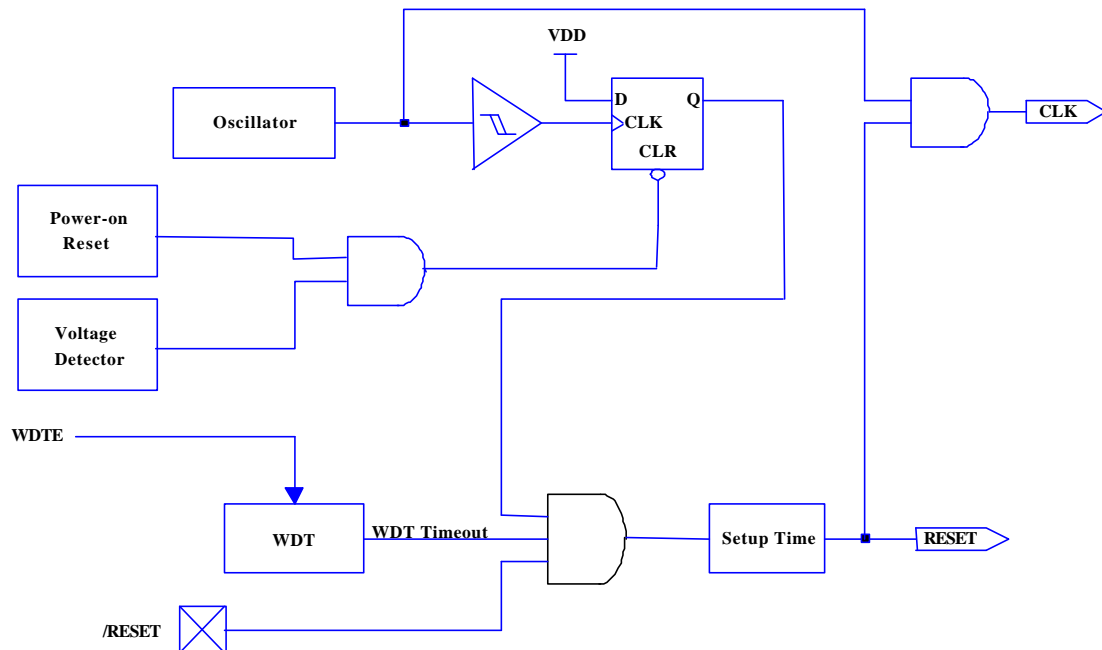 VDD
D
Q
Oscillator
CLK
CLK
CLR
Power-on
Reset
Voltage
Detector
WDTE
WDT
WDT Timeout
Setup Time
RESET
/RESET